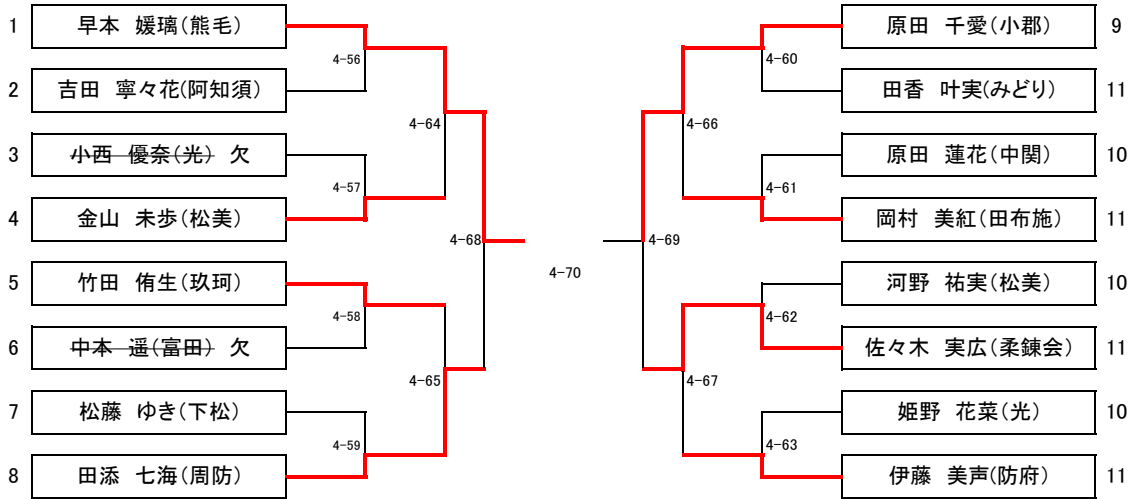 1 早本 媛璃(熊毛)
2 吉田 寧々花(阿知須)
3 小西 優奈(光) 欠
4 金山 未歩(松美)
5 竹田 侑生(玖珂)
6 中本 遥(富田) 欠
7 松藤 ゆき(下松)
8 田添 七海(周防)
4-56
4-57
4-58
4-59
4-64
4-65
4-68
4-70
4-69
4-66
4-67
4-60
4-61
4-62
4-63
原田 千愛(小郡) 9
田香 叶実(みどり) 11
原田 蓮花(中関) 10
岡村 美紅(田布施) 11
河野 祐実(松美) 10
佐々木 実広(柔錬会) 11
姫野 花菜(光) 10
伊藤 美声(防府) 11